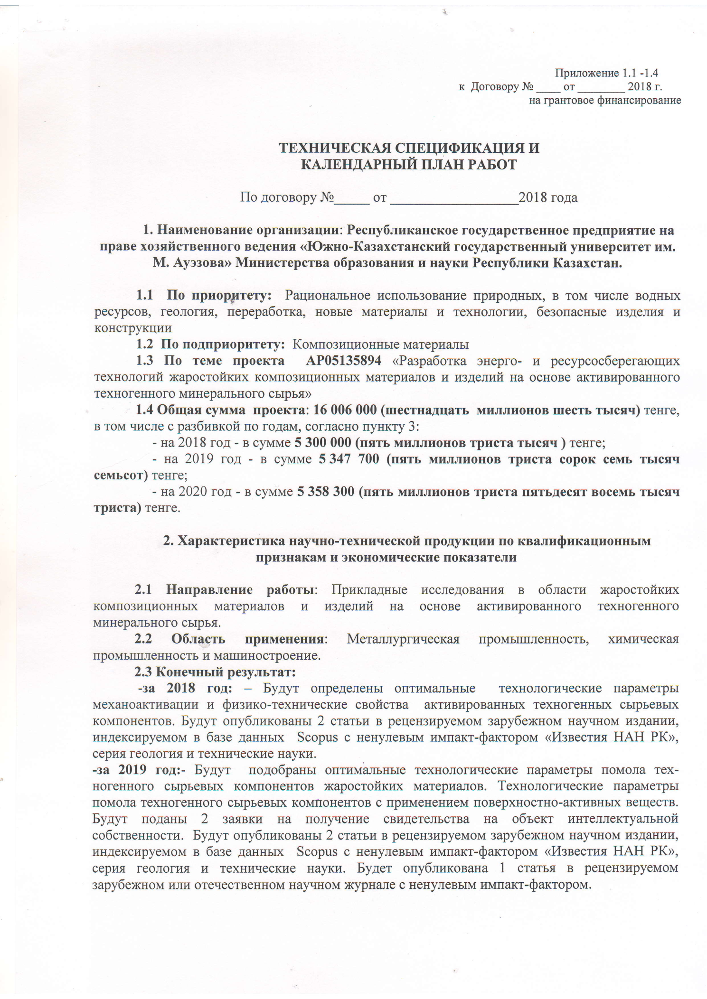 Приложение 1.1 -1.4
к Договору № ____ от ________ 2018 г.
на грантовое финансирование
ТЕХНИЧЕСКАЯ СПЕЦИФИКАЦИЯ И
КАЛЕНДАРНЫЙ ПЛАН РАБОТ
По договору №_____ от __________________2018 года
1. Наименование организации: Республиканское государственное предприятие на
праве хозяйственного ведения «Южно-Казахстанский государственный университет им.
М. Ауэзова» Министерства образования и науки Республики Казахстан.
1.1 По приоритету: Рациональное использование природных, в том числе водных
ресурсов, геология, переработка, новые материалы и технологии, безопасные изделия и
конструкции
1.2 По подприоритету: Композиционные материалы
1.3 По теме проекта АР05135894 «Разработка энерго- и ресурсосберегающих
технологий жаростойких композиционных материалов и изделий на основе активированного
техногенного минерального сырья»
1.4 Общая сумма проекта: 16 006 000 (шестнадцать миллионов шесть тысяч) тенге,
в том числе с разбивкой по годам, согласно пункту 3:
- на 2018 год - в сумме 5 300 000 (пять миллионов триста тысяч ) тенге;
- на 2019 год - в сумме 5 347 700 (пять миллионов триста сорок семь тысяч
семьсот) тенге;
- на 2020 год - в сумме 5 358 300 (пять миллионов триста пятьдесят восемь тысяч
триста) тенге.
2. Характеристика научно-технической продукции по квалификационным
признакам и экономические показатели
2.1 Направление работы: Прикладные исследования в области жаростойких
композиционных материалов и изделий на основе активированного техногенного
минерального сырья.
2.2 Область применения: Металлургическая промышленность, химическая
промышленность и машиностроение.
2.3 Конечный результат:
-за 2018 год: – Будут определены оптимальные технологические параметры
механоактивации и физико-технические свойства активированных техногенных сырьевых
компонентов. Будут опубликованы 2 статьи в рецензируемом зарубежном научном издании,
индексируемом в базе данных Scopus с ненулевым импакт-фактором «Известия НАН РК»,
серия геология и технические науки.
-за 2019 год:- Будут подобраны оптимальные технологические параметры помола тех-
ногенного сырьевых компонентов жаростойких материалов. Технологические параметры
помола техногенного сырьевых компонентов с применением поверхностно-активных веществ.
Будут поданы 2 заявки на получение свидетельства на объект интеллектуальной
собственности. Будут опубликованы 2 статьи в рецензируемом зарубежном научном издании,
индексируемом в базе данных Scopus с ненулевым импакт-фактором «Известия НАН РК»,
серия геология и технические науки. Будет опубликована 1 статья в рецензируемом
зарубежном или отечественном научном журнале с ненулевым импакт-фактором.